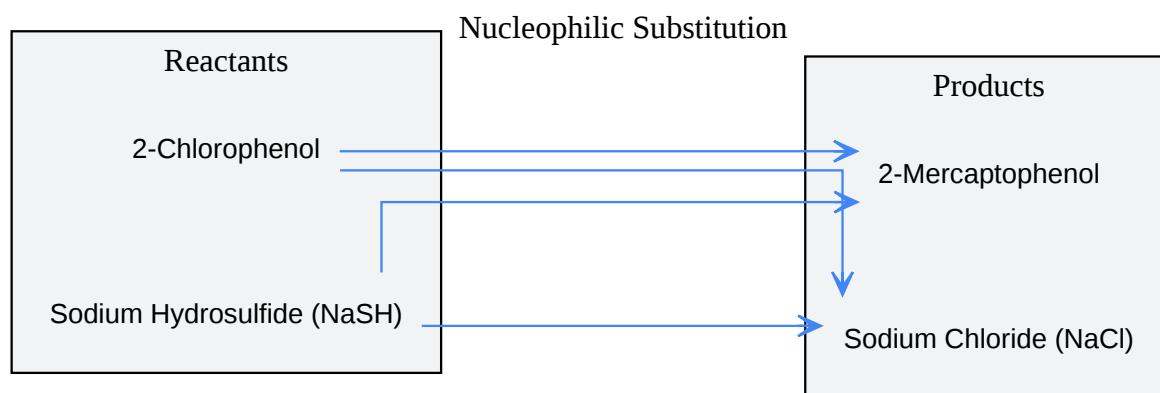 Nucleophilic Substitution
Reactants
Products
2-Chlorophenol
2-Mercaptophenol
Sodium Hydrosulfide (NaSH)
Sodium Chloride (NaCl)